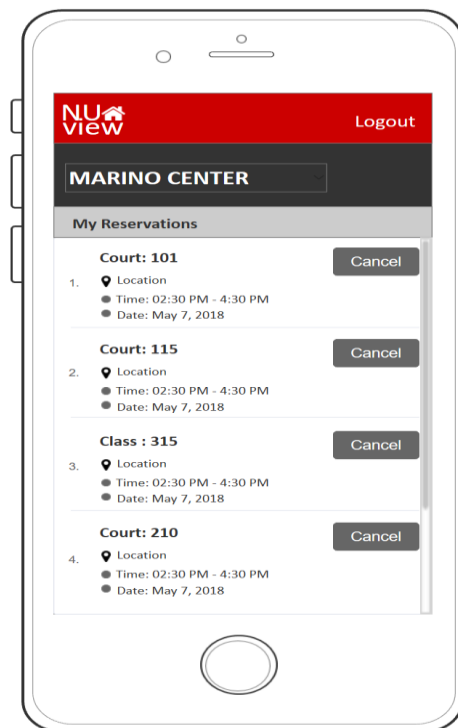 NU
view
Logout
MARINO CENTER
My Reservations
Court: 101
Cancel
1.
Location
Time: 02:30 PM - 4:30 PM
Date: May 7, 2018
Court: 115
Cancel
2.
Location
Time: 02:30 PM - 4:30 PM
Date: May 7, 2018
Class : 315
Cancel
3.
Location
Time: 02:30 PM - 4:30 PM
Date: May 7, 2018
Court: 210
Cancel
4.
Location
Time: 02:30 PM - 4:30 PM
Date: May 7, 2018